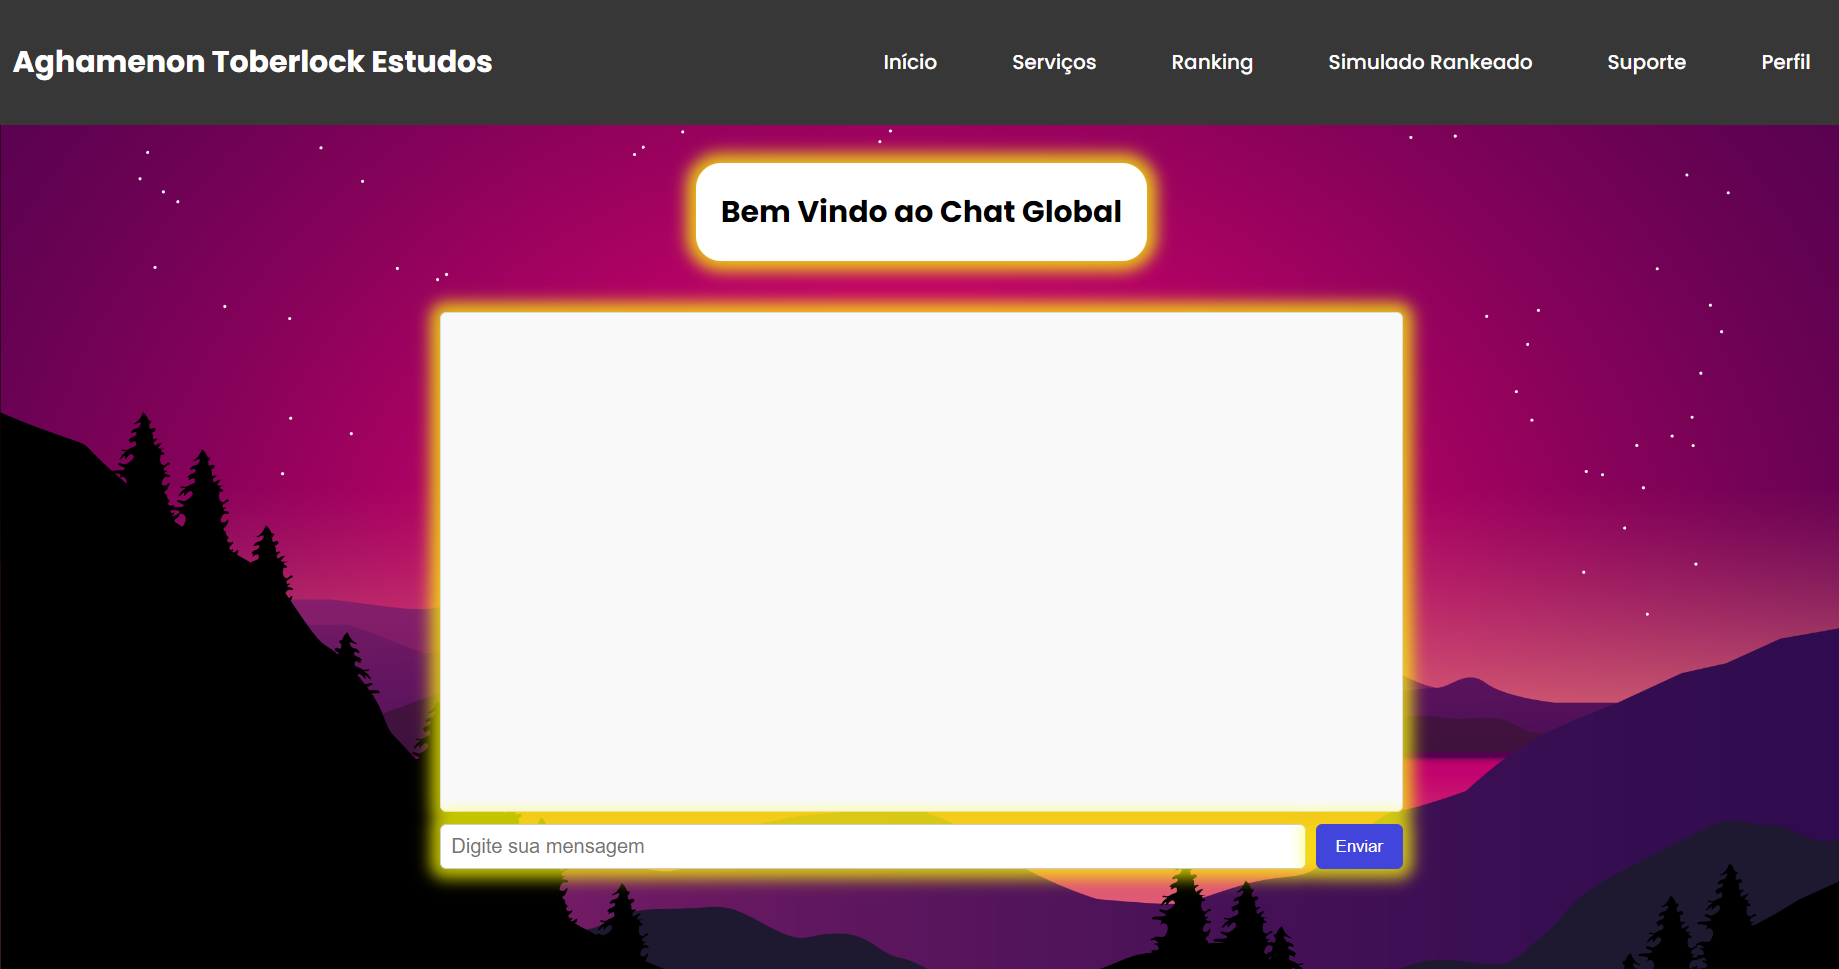 Aghamenon Toberlock Estudos
Início Serviços Ranking Simulado Rankeado Suporte Perfil
Bem Vindo ao Chat Global
Digite sua mensagem
Enviar